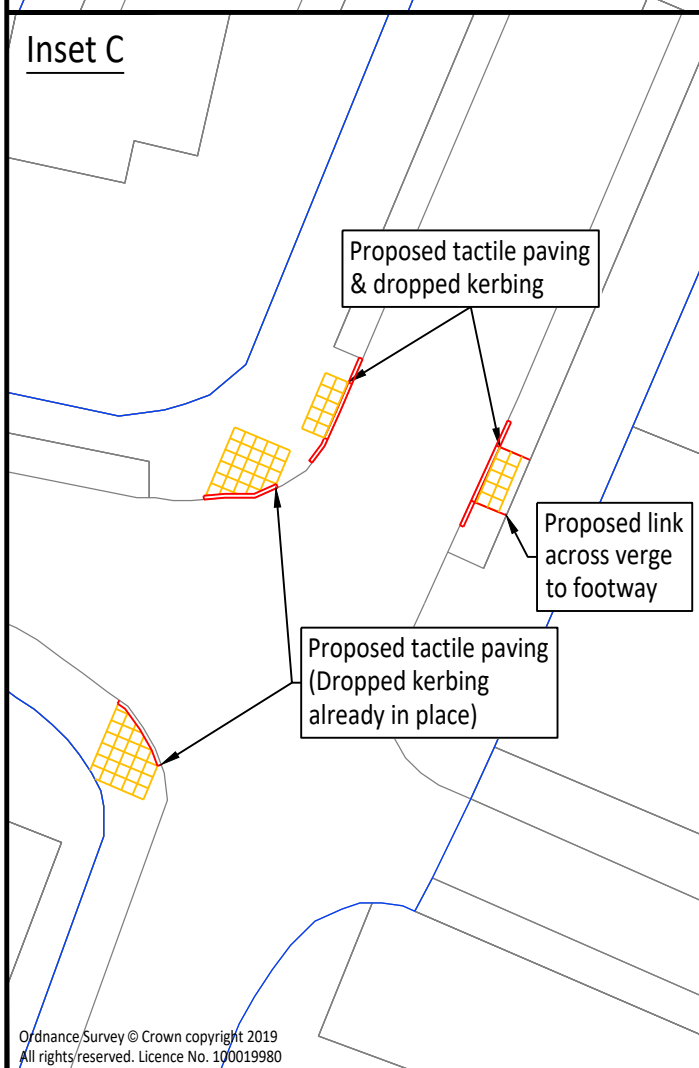 Inset C
Proposed tactile paving
& dropped kerbing
Proposed link
across verge
to footway
Proposed tactile paving
(Dropped kerbing
already in place)
Ordnance Survey © Crown copyright 2019
All rights reserved. Licence No. 100019980